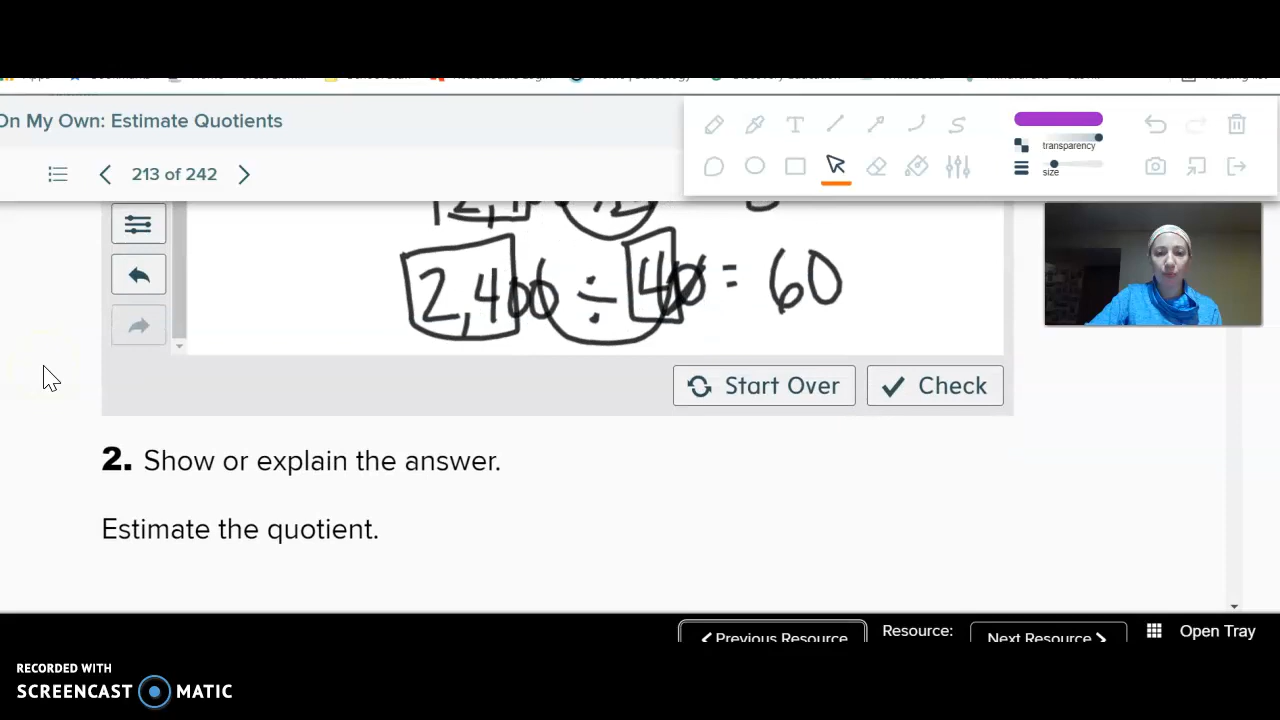 On My Own: Estimate Quotients
213 of 242
transparency
size
2,400 ÷ 40 = 60
Start Over
Check
2. Show or explain the answer.
Estimate the quotient.
Previous Resource
Resource:
Next Resource
Open Tray
RECORDED WITH
SCREENCAST MATIC